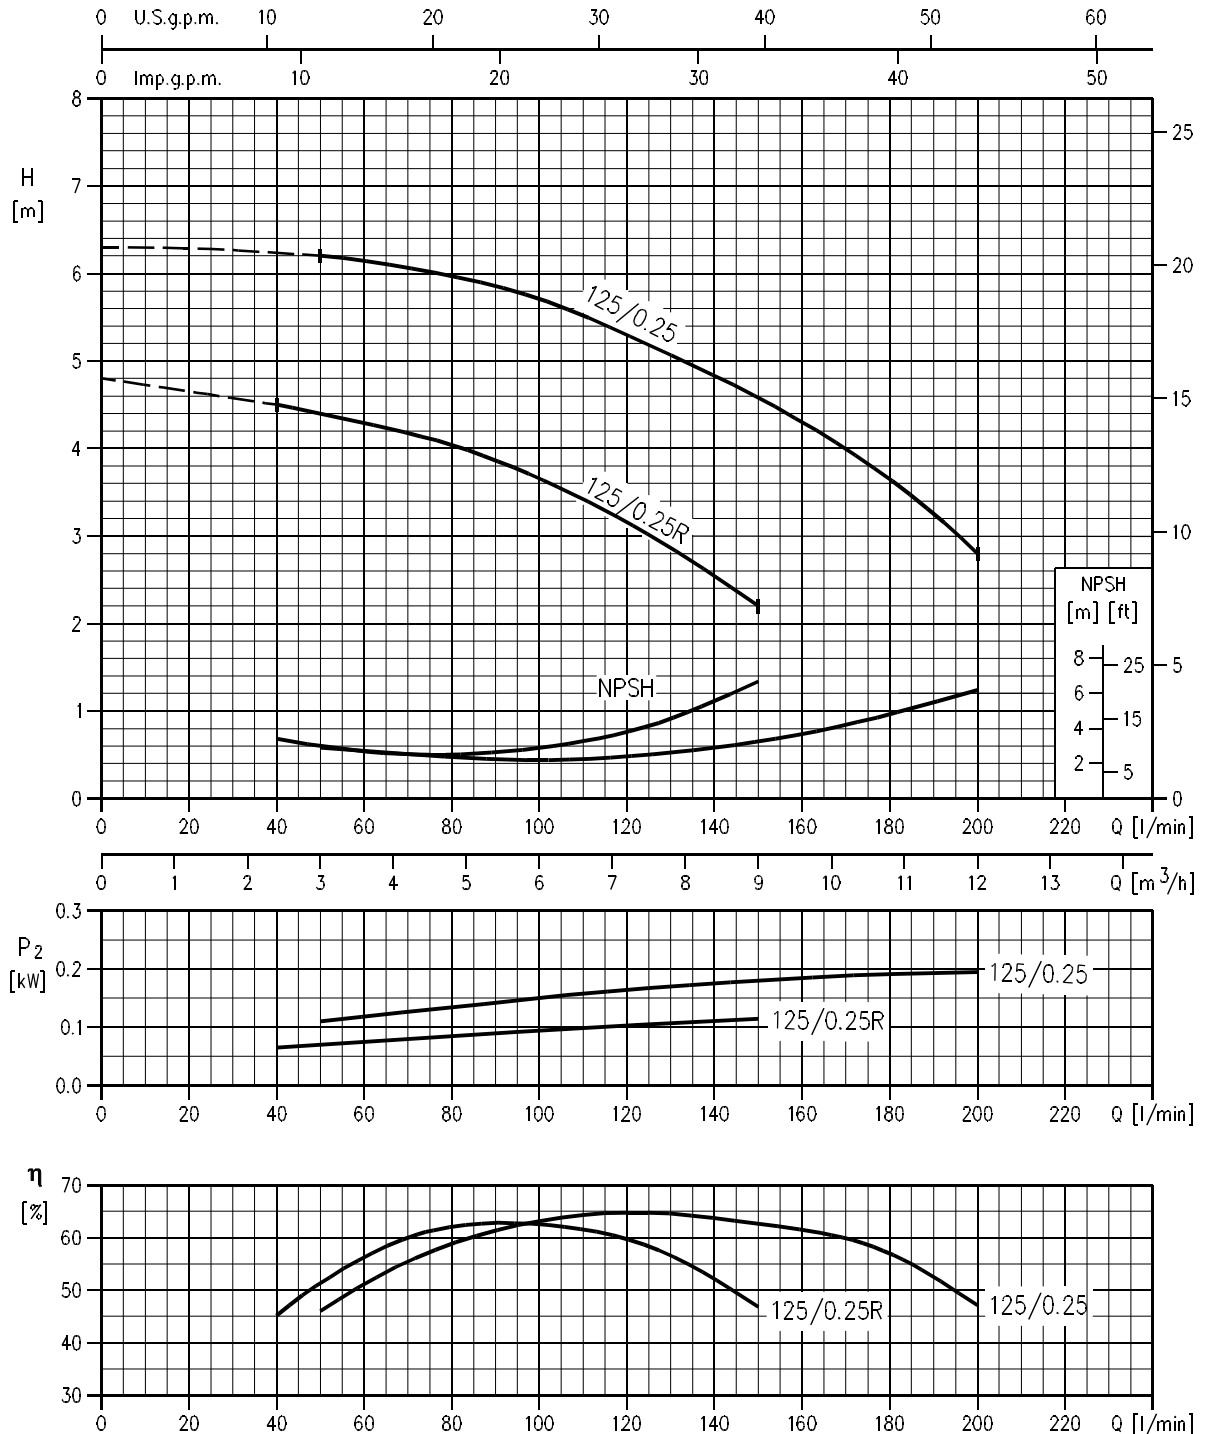 0 U.S.g.p.m. 10 20 30 40 50 60
0 Imp.g.p.m. 10 20 30 40 50
8
25
7
H
[m]
20
6
125/0.25
5
15
4
125/0.25R
3
10
NPSH
[m] [ft]
2
8 25 5
NPSH
6
1
15
4
2
5
0 0
0 20 40 60 80 100 120 140 160 180 200 220 Q [l/min]
0 1 2 3 4 5 6 7 8 9 10 11 12 13 Q [m³/h]
0.3
P2
[kW]
0.2 125/0.25
0.1 125/0.25R
0.0
0 20 40 60 80 100 120 140 160 180 200 220 Q [l/min]
η
[%]
70
60
50
125/0.25R 125/0.25
40
30
0 20 40 60 80 100 120 140 160 180 200 220 Q [l/min]